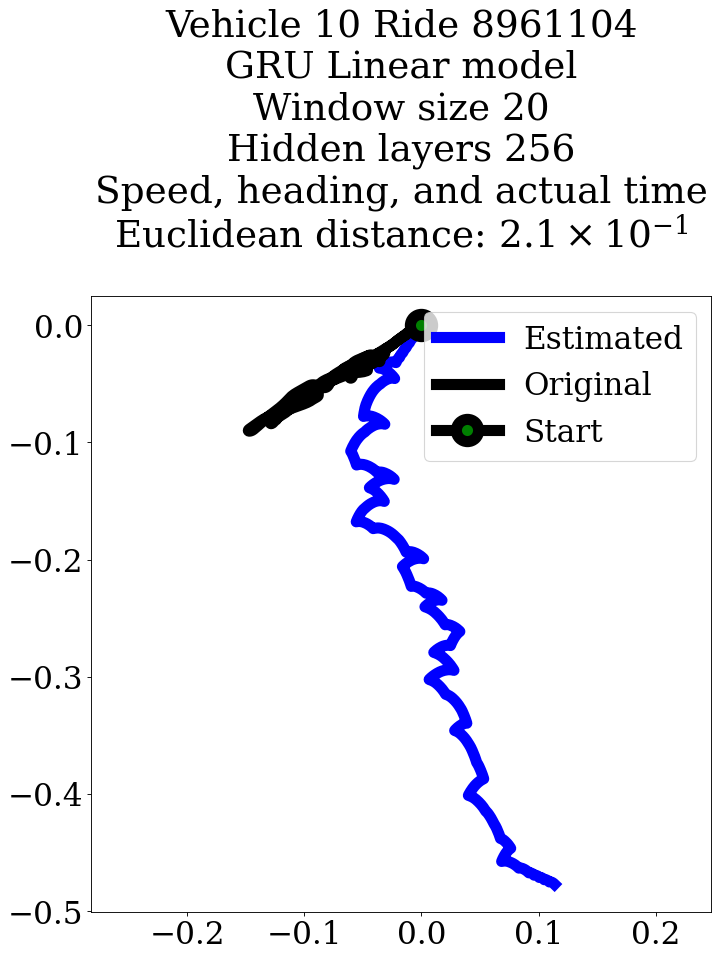 Vehicle 10 Ride 8961104
GRU Linear model
Window size 20
Hidden layers 256
Speed, heading, and actual time
Euclidean distance: 2.1 × 10⁻¹
Estimated
Original
Start
0.0
−0.1
−0.2
−0.3
−0.4
−0.5
−0.2 −0.1 0.0 0.1 0.2